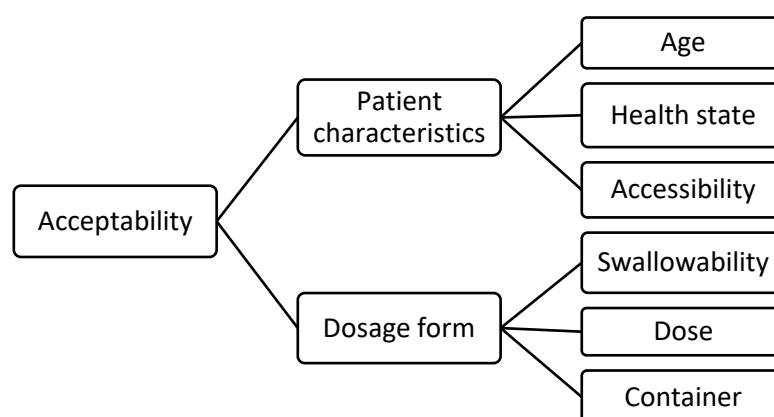 Acceptability
Patient
characteristics
Age
Health state
Accessibility
Dosage form
Swallowability
Dose
Container